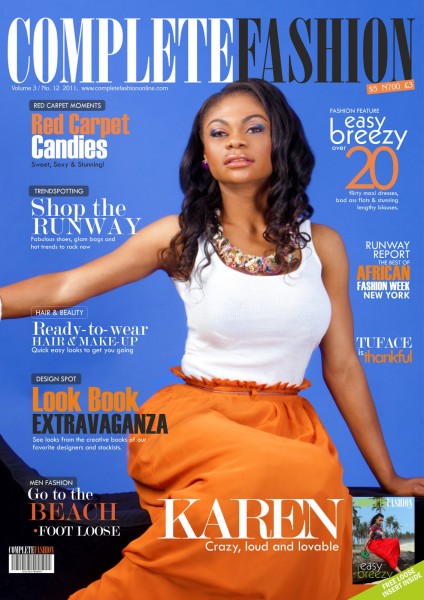 COMPLETEFASHION
Volume 3 / No. 12 2011, www.completefashiononline.com
$5 N700 £3
RED CARPET MOMENTS
Red Carpet
Candies
Sweet, Sexy & Stunning!
TRENDSPOTTING
Shop the
RUNWAY
Fabulous shoes, glam bags and
hot trends to rock now
HAIR & BEAUTY
Ready-to-wear
HAIR & MAKE-UP
Quick easy looks to get you going
DESIGN SPOT
Look Book
EXTRAVAGANZA
See looks from the creative books of our
favorite designers and stockists.
MEN FASHION
Go to the
BEACH
• FOOT LOOSE
COMPLETEFASHION
FASHION FEATURE
easy
breezy
over
20
flirty maxi dresses,
bad ass flats & stunning
lengthy blouses.
RUNWAY
REPORT
THE BEST OF
AFRICAN
FASHION WEEK
NEW YORK
TUFACE
is thankful
KAREN
Crazy, loud and lovable
COMPLETEFASHION
easy
breezy
FREE LOOSE
INSERT INSIDE